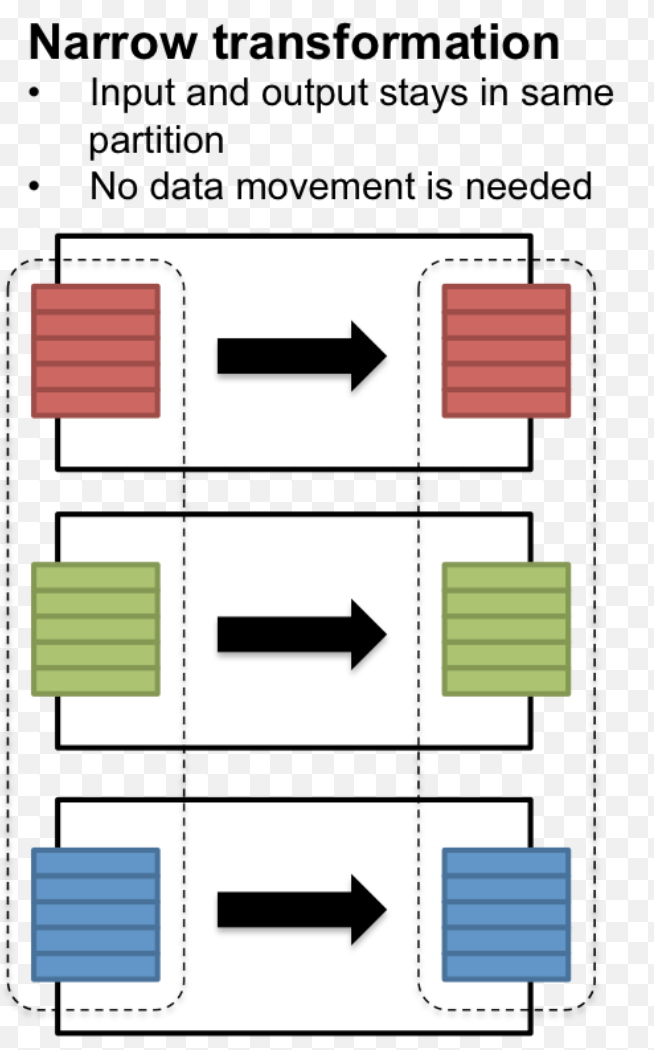 Narrow transformation
• Input and output stays in same
partition
• No data movement is needed